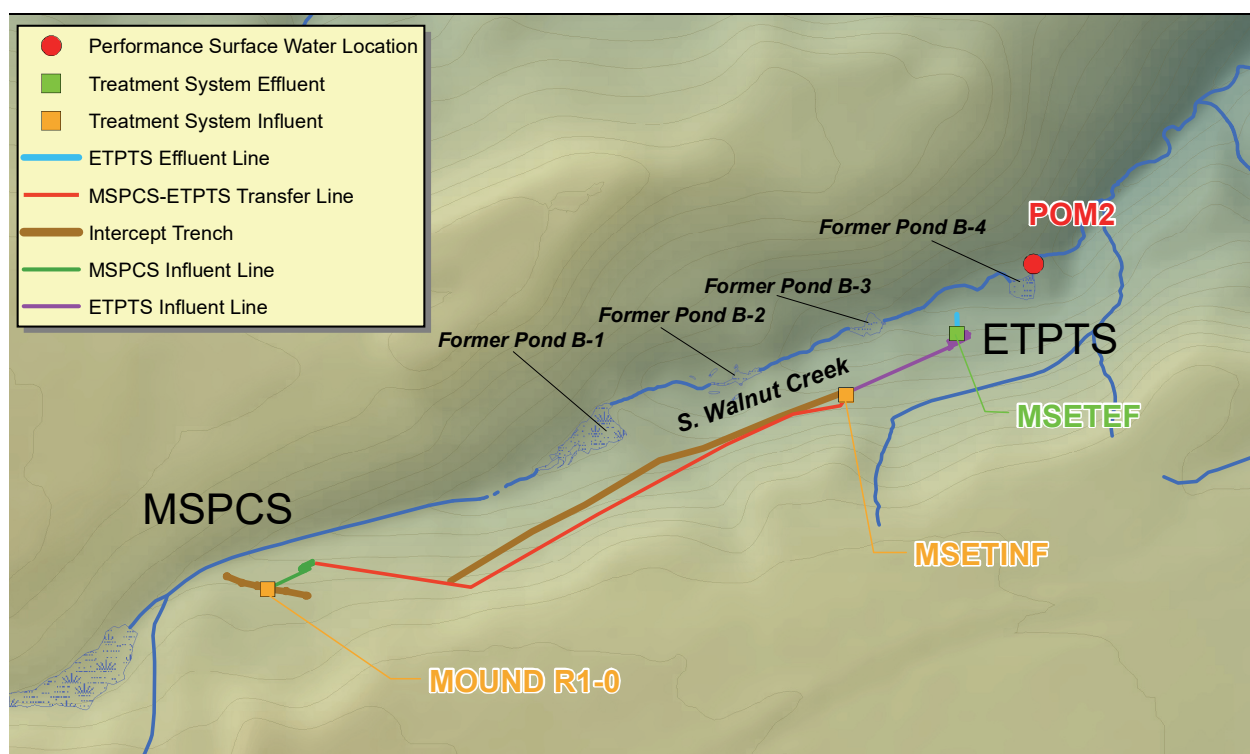 Performance Surface Water Location
Treatment System Effluent
Treatment System Influent
ETPTS Effluent Line
MSPCS-ETPTS Transfer Line
Intercept Trench
MSPCS Influent Line
ETPTS Influent Line
POM2
Former Pond B-4
Former Pond B-3
Former Pond B-2
Former Pond B-1
ETPTS
S. Walnut Creek
MSETEF
MSPCS
MSETINF
MOUND R1-0